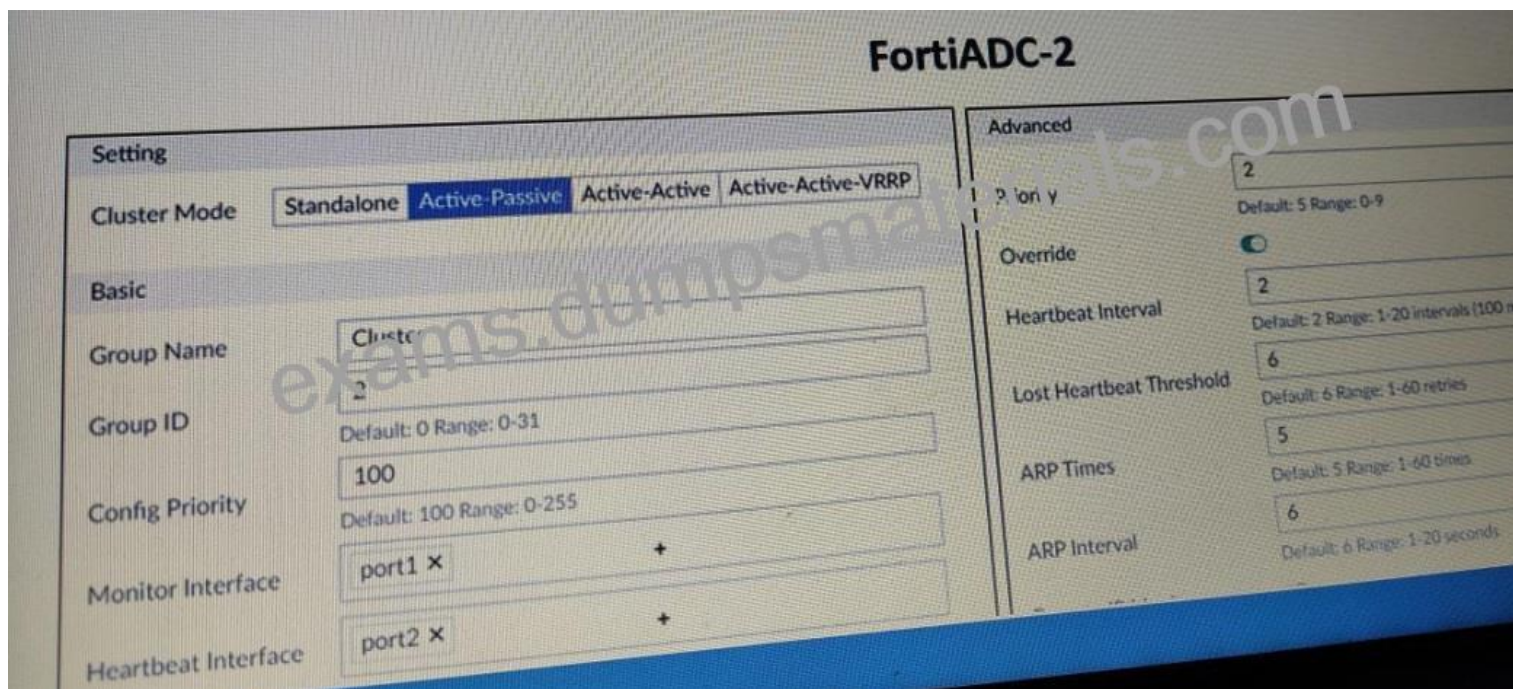 FortiADC-2
Setting
Cluster Mode
Standalone
Active-Passive
Active-Active
Active-Active-VRRP
Basic
Group Name
Group ID
2
Default: 0 Range: 0-31
Config Priority
100
Default: 100 Range: 0-255
Monitor Interface
port1 ×
+
Heartbeat Interface
port2 ×
+
Advanced
2
Default: 5 Range: 0-9
Override
Heartbeat Interval
2
Default: 2 Range: 1-20 intervals (100
Lost Heartbeat Threshold
6
Default: 6 Range: 1-60 retries
ARP Times
5
Default: 5 Range: 1-60 times
ARP Interval
6
Default: 6 Range: 1-20 seconds
exams.dumpsmaterials.com